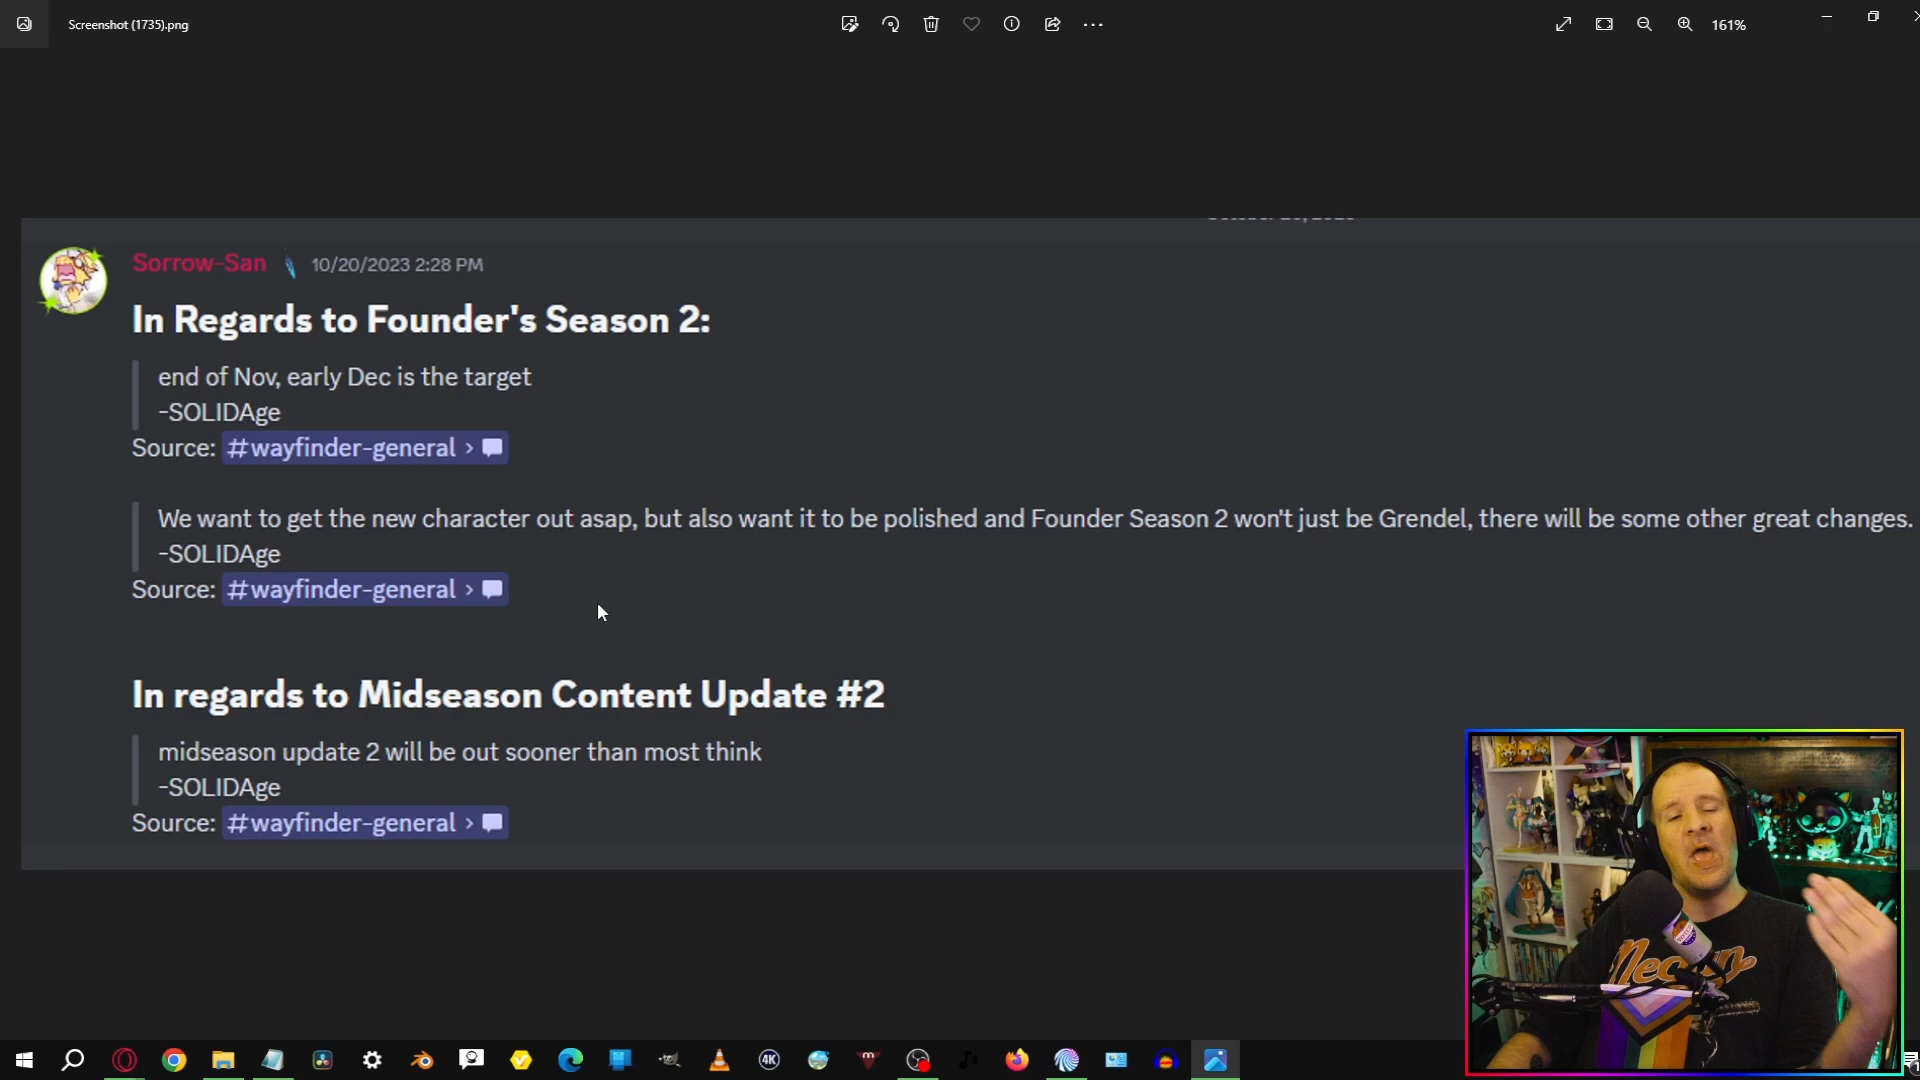 Screenshot (1735).png
161%
Sorrow-San 10/20/2023 2:28 PM
In Regards to Founder's Season 2:
end of Nov, early Dec is the target
-SOLIDAge
Source: #wayfinder-general ›
We want to get the new character out asap, but also want it to be polished and Founder Season 2 won't just be Grendel, there will be some other great changes.
-SOLIDAge
Source: #wayfinder-general ›
In regards to Midseason Content Update #2
midseason update 2 will be out sooner than most think
-SOLIDAge
Source: #wayfinder-general ›
4K